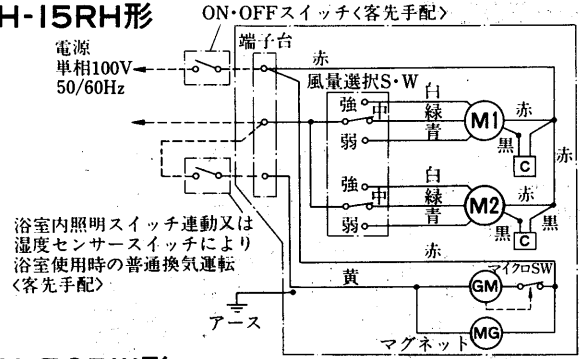 H-15RH形
ON・OFFスイッチ<客先手配>
電源
単相100V
50/60Hz
端子台
赤
風量選択S・W
強
中
弱
白
緑
青
M1
赤
黒
C
赤
強
中
弱
白
緑
青
M2
赤
黒
黒
C
浴室内照明スイッチ連動又は
湿度センサースイッチにより
浴室使用時の普通換気運転
<客先手配>
赤
黄
マイクロSW
GM
アース
マグネット
MG